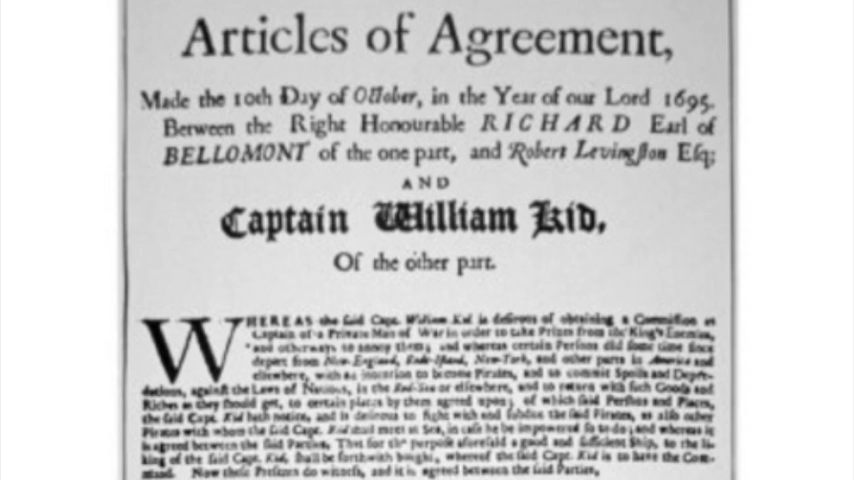 Articles of Agreement,
Made the 10th Day of October, in the Year of our Lord 1695.
Between the Right Honourable RICHARD Earl of
BELLOMONT of the one part, and Robert Levingſton Eſq;
AND
Captain William Kid,
Of the other part.
WHEREAS the ſaid Capt. William Kid is deſirous of obtaining a Commiſſion as
Captain of a Private Man of War in order to take Prizes from the King's Enemies,
and otherways to annoy them; and whereas certain Perſons did ſome time ſince
depart from New-England, Rode-Iſland, New-York, and other parts in America and
elſewhere, with an intention to become Pirates, and to commit Spoils and Depre-
dations, againſt the Laws of Nations, in the Red-Sea or elſewhere, and to return with ſuch Goods and
Riches as they ſhould get, to certain places by them agreed upon; of which ſaid Perſons and Places,
the ſaid Capt. Kid hath notice, and is deſirous to fight with and ſubdue the ſaid Pirates, as alſo other
Pirates with whom the ſaid Capt. Kid ſhall meet at Sea, in caſe he be impowered ſo to do; and whereas it
is agreed between the ſaid Parties, That for the purpoſe aforeſaid a good and ſufficient Ship, to the li-
king of the ſaid Capt. Kid, ſhall be forthwith bought, whereof the ſaid Capt. Kid is to have the Com-
mand. Now theſe Preſents do witneſs, and it is agreed between the ſaid Parties,